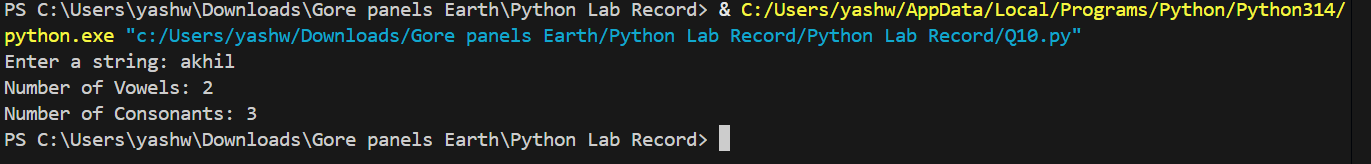 PS C:\Users\yashw\Downloads\Gore panels Earth\Python Lab Record> & C:/Users/yashw/AppData/Local/Programs/Python/Python314/
python.exe "c:/Users/yashw/Downloads/Gore panels Earth/Python Lab Record/Python Lab Record/Q10.py"
Enter a string: akhil
Number of Vowels: 2
Number of Consonants: 3
PS C:\Users\yashw\Downloads\Gore panels Earth\Python Lab Record>